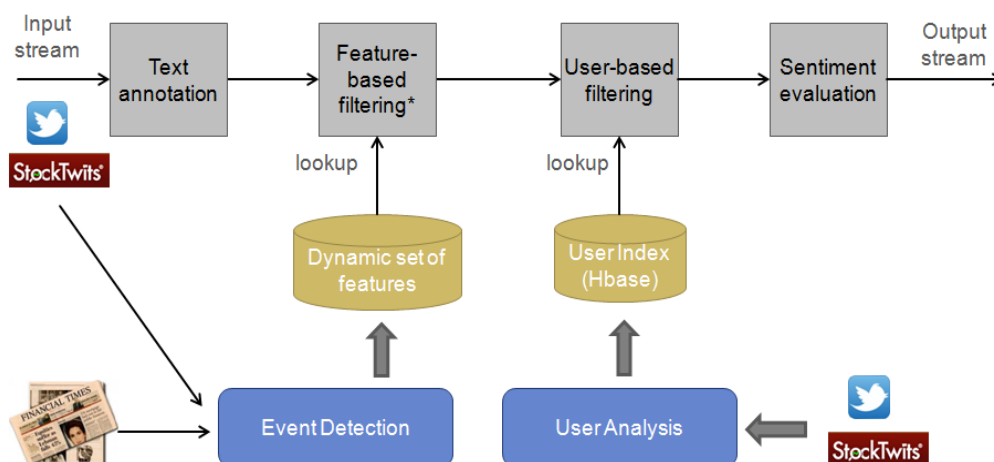 Input
stream
Text
annotation
Feature-
based
filtering*
User-based
filtering
Sentiment
evaluation
Output
stream
StockTwits
lookup
lookup
Dynamic set of
features
User Index
(Hbase)
FINANCIAL TIMES
Event Detection
User Analysis
StockTwits